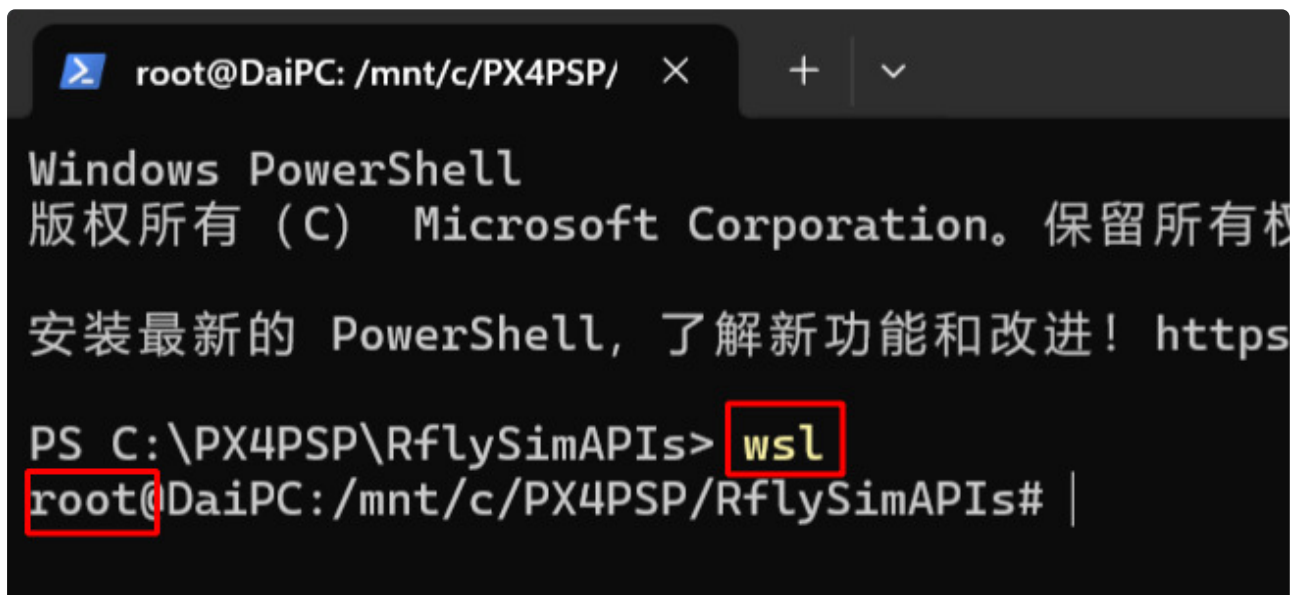 root@DaiPC: /mnt/c/PX4PSP/
Windows PowerShell
版权所有 (C) Microsoft Corporation。保留所有权
安装最新的 PowerShell，了解新功能和改进！https
PS C:\PX4PSP\RflySimAPIs> wsl
root@DaiPC:/mnt/c/PX4PSP/RflySimAPIs#